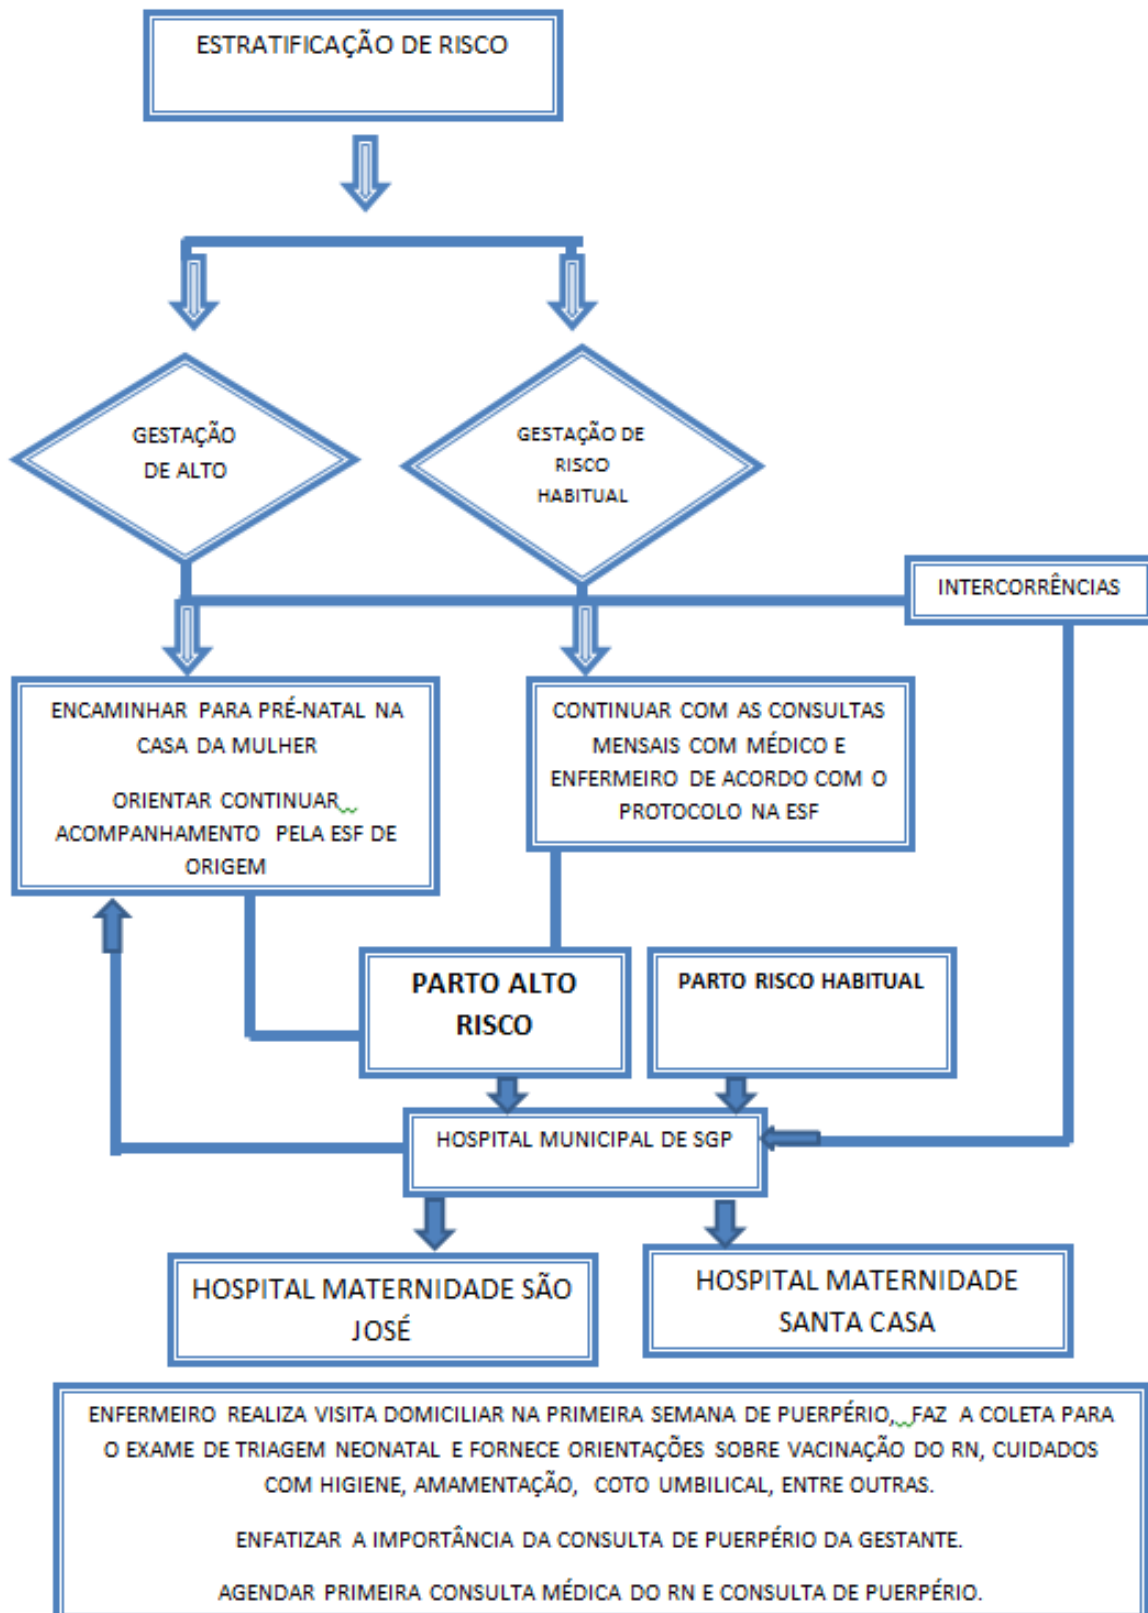 ESTRATIFICAÇÃO DE RISCO
GESTAÇÃO
DE ALTO
GESTAÇÃO DE
RISCO
HABITUAL
INTERCORRÊNCIAS
ENCAMINHAR PARA PRÉ-NATAL NA
CASA DA MULHER
ORIENTAR CONTINUAR
ACOMPANHAMENTO PELA ESF DE
ORIGEM
CONTINUAR COM AS CONSULTAS
MENSAIS COM MÉDICO E
ENFERMEIRO DE ACORDO COM O
PROTOCOLO NA ESF
PARTO ALTO
RISCO
PARTO RISCO HABITUAL
HOSPITAL MUNICIPAL DE SGP
HOSPITAL MATERNIDADE SÃO
JOSÉ
HOSPITAL MATERNIDADE
SANTA CASA
ENFERMEIRO REALIZA VISITA DOMICILIAR NA PRIMEIRA SEMANA DE PUERPÉRIO, FAZ A COLETA PARA
O EXAME DE TRIAGEM NEONATAL E FORNECE ORIENTAÇÕES SOBRE VACINAÇÃO DO RN, CUIDADOS
COM HIGIENE, AMAMENTAÇÃO, COTO UMBILICAL, ENTRE OUTRAS.
ENFATIZAR A IMPORTÂNCIA DA CONSULTA DE PUERPÉRIO DA GESTANTE.
AGENDAR PRIMEIRA CONSULTA MÉDICA DO RN E CONSULTA DE PUERPÉRIO.